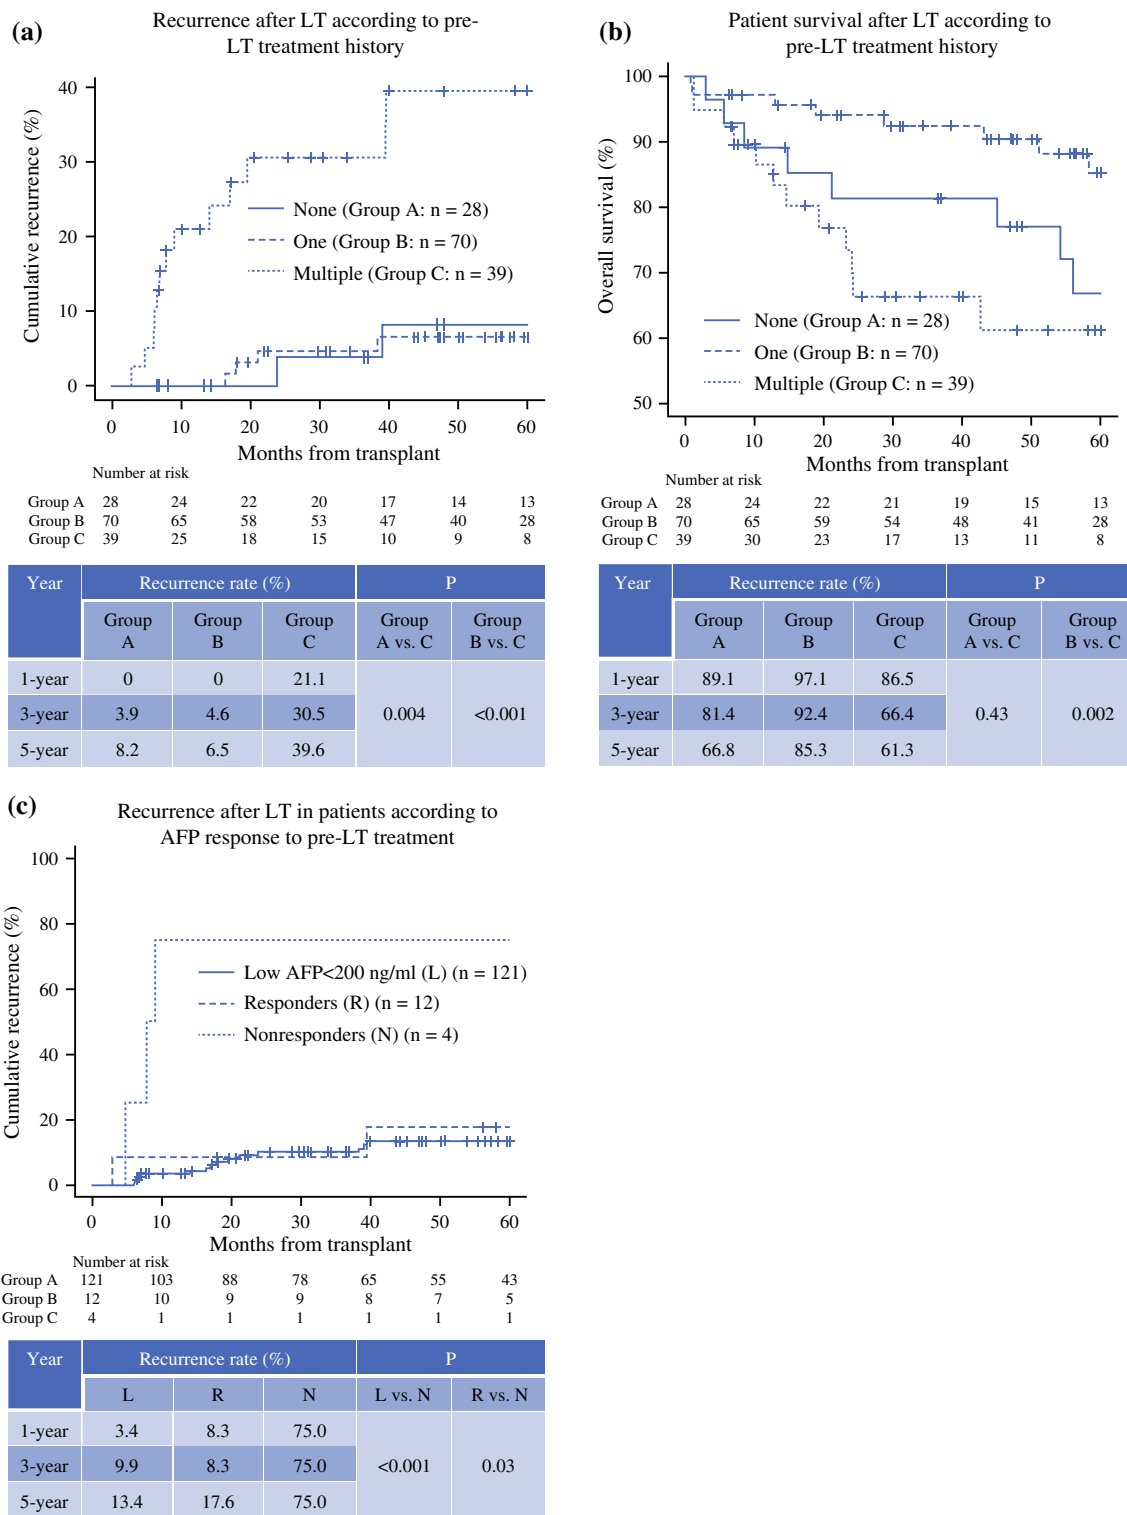 (a)
Recurrence after LT according to pre-
LT treatment history
Cumulative recurrence (%)
40
30
20
10
0
None (Group A: n = 28)
One (Group B: n = 70)
Multiple (Group C: n = 39)
0 10 20 30 40 50 60
Months from transplant
Number at risk
Group A 28 24 22 20 17 14 13
Group B 70 65 58 53 47 40 28
Group C 39 25 18 15 10 9 8
Year Recurrence rate (%) P
Group A Group B Group C Group A vs. C Group B vs. C
1-year 0 0 21.1
3-year 3.9 4.6 30.5 0.004 <0.001
5-year 8.2 6.5 39.6
(b)
Patient survival after LT according to
pre-LT treatment history
Overall survival (%)
100
90
80
70
60
50
None (Group A: n = 28)
One (Group B: n = 70)
Multiple (Group C: n = 39)
0 10 20 30 40 50 60
Months from transplant
Number at risk
Group A 28 24 22 21 19 15 13
Group B 70 65 59 54 48 41 28
Group C 39 30 23 17 13 11 8
Year Recurrence rate (%) P
Group A Group B Group C Group A vs. C Group B vs. C
1-year 89.1 97.1 86.5
3-year 81.4 92.4 66.4 0.43 0.002
5-year 66.8 85.3 61.3
(c)
Recurrence after LT in patients according to
AFP response to pre-LT treatment
Cumulative recurrence (%)
100
80
60
40
20
0
Low AFP<200 ng/ml (L) (n = 121)
Responders (R) (n = 12)
Nonresponders (N) (n = 4)
0 10 20 30 40 50 60
Months from transplant
Number at risk
Group A 121 103 88 78 65 55 43
Group B 12 10 9 9 8 7 5
Group C 4 1 1 1 1 1 1
Year Recurrence rate (%) P
L R N L vs. N R vs. N
1-year 3.4 8.3 75.0
3-year 9.9 8.3 75.0 <0.001 0.03
5-year 13.4 17.6 75.0